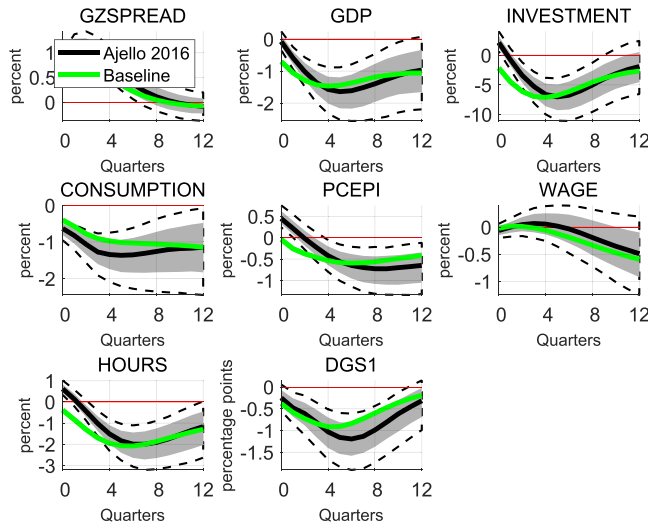 GZSPREAD
percent
0.5
0
Ajello 2016
Baseline
0 4 8 12
Quarters
GDP
percent
0
-1
-2
0 4 8 12
Quarters
INVESTMENT
percent
0
-5
-10
0 4 8 12
Quarters
CONSUMPTION
percent
0
-1
-2
0 4 8 12
Quarters
PCEPI
percent
0.5
0
-0.5
-1
0 4 8 12
Quarters
WAGE
percent
0
-0.5
-1
0 4 8 12
Quarters
HOURS
percent
1
0
-1
-2
-3
0 4 8 12
Quarters
DGS1
percentage points
0
-0.5
-1
-1.5
0 4 8 12
Quarters